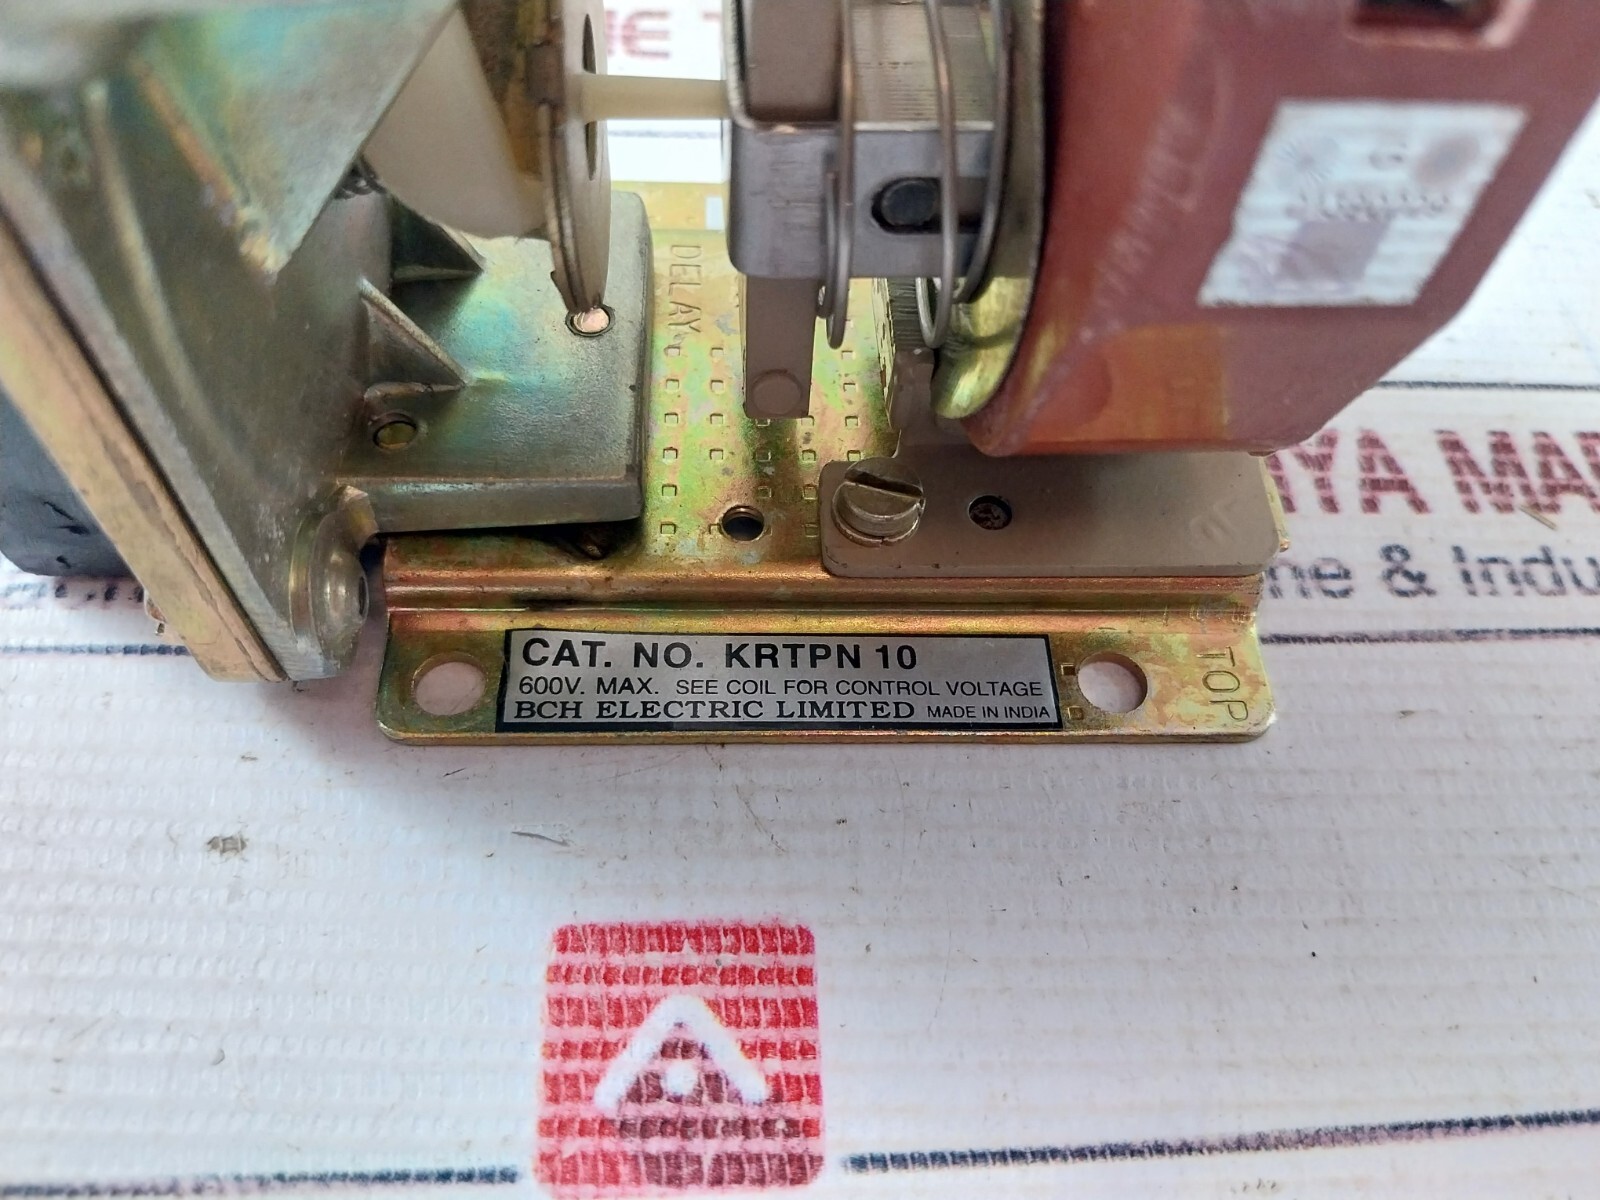 DELAY
CAT. NO. KRTPN 10
600V. MAX. SEE COIL FOR CONTROL VOLTAGE
BCH ELECTRIC LIMITED MADE IN INDIA
TOP
& Indu